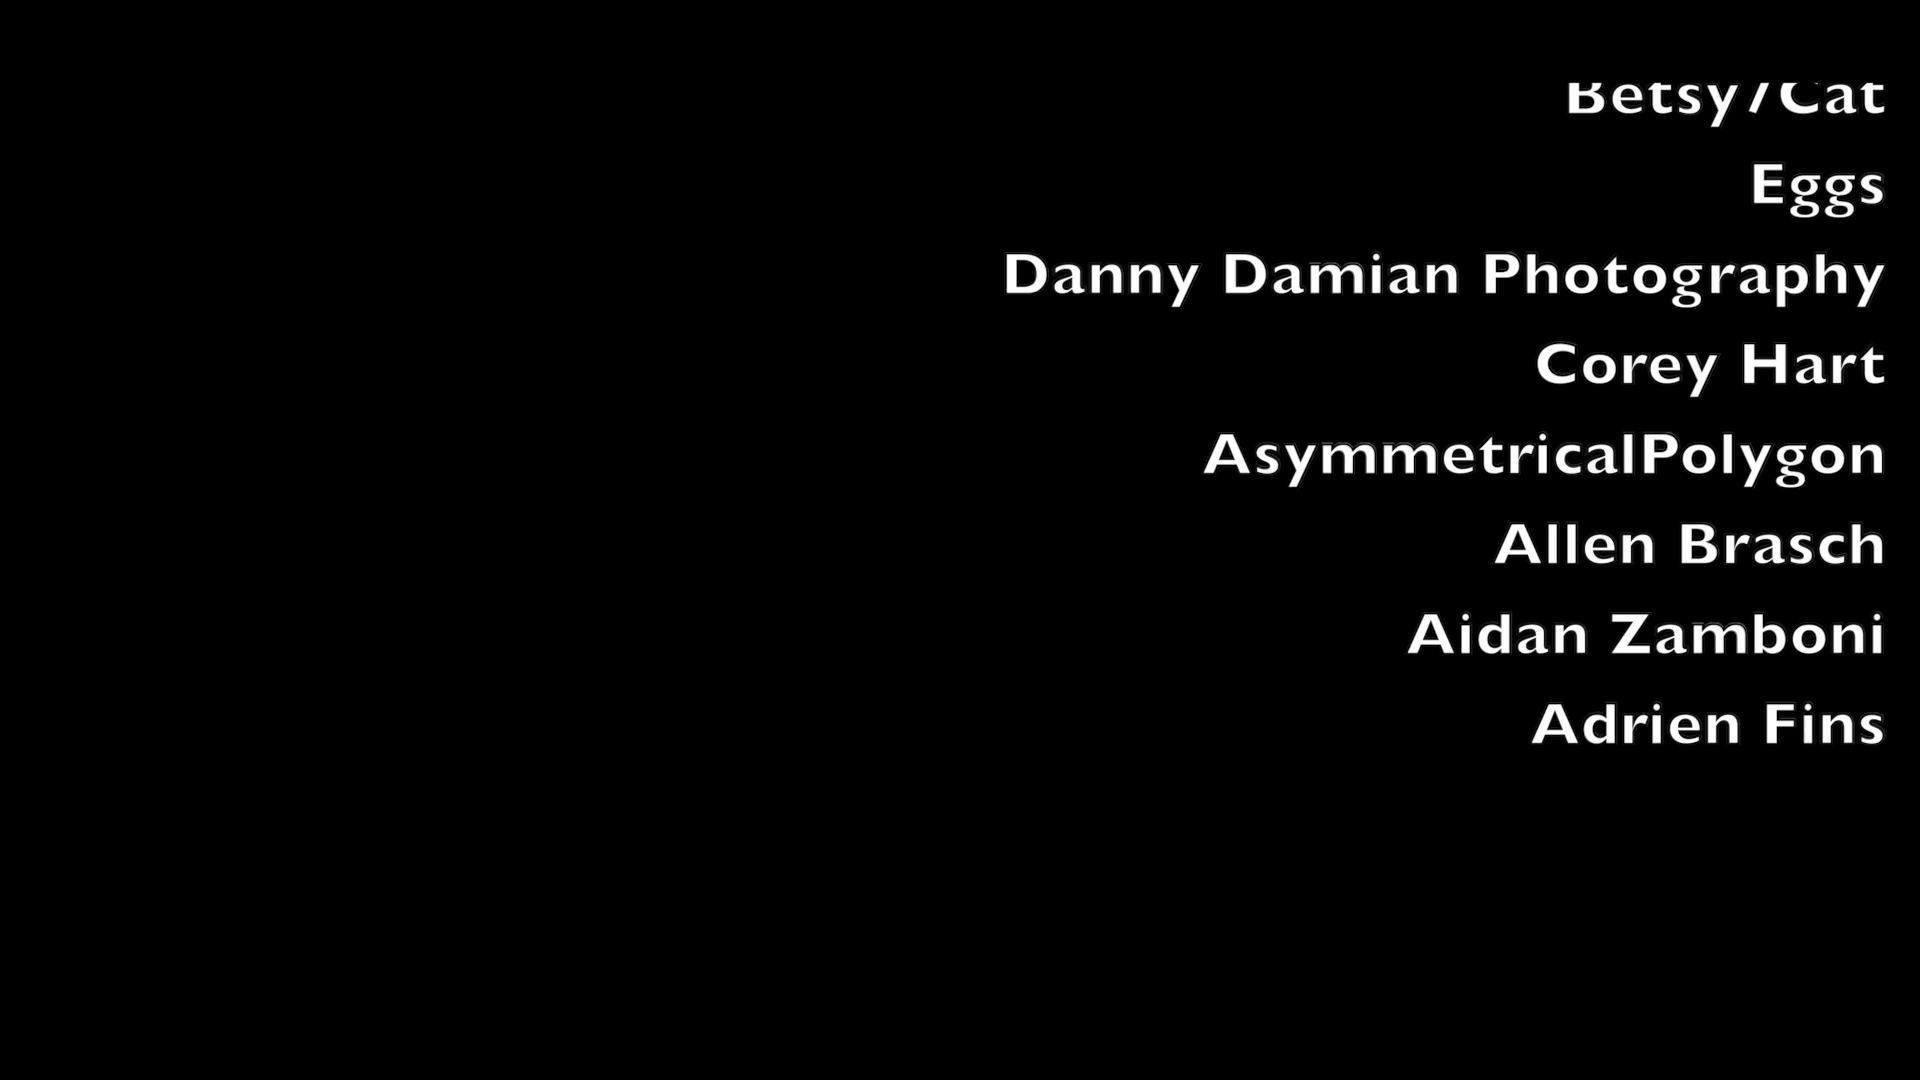 Betsy/Cat
Eggs
Danny Damian Photography
Corey Hart
AsymmetricalPolygon
Allen Brasch
Aidan Zamboni
Adrien Fins